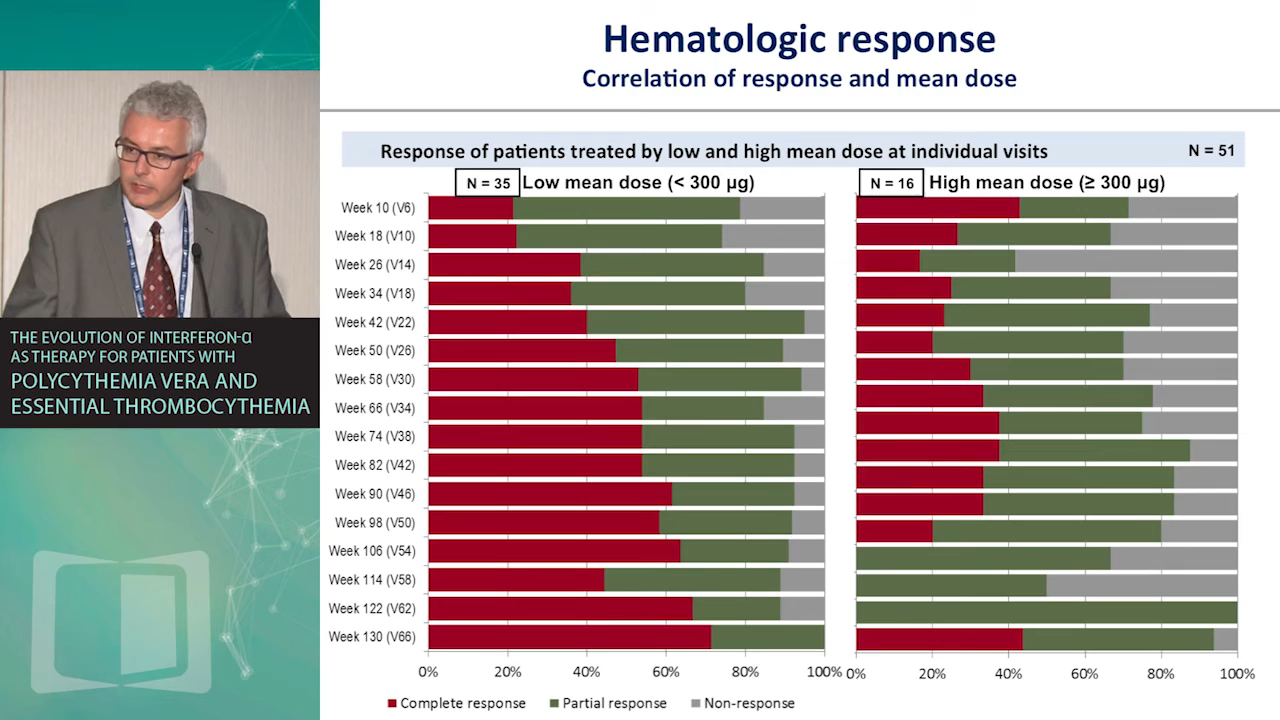 Hematologic response
Correlation of response and mean dose
Response of patients treated by low and high mean dose at individual visits N = 51
N = 35 Low mean dose (< 300 µg)
N = 16 High mean dose (≥ 300 µg)
Week 10 (V6)
Week 18 (V10)
Week 26 (V14)
Week 34 (V18)
Week 42 (V22)
Week 50 (V26)
Week 58 (V30)
Week 66 (V34)
Week 74 (V38)
Week 82 (V42)
Week 90 (V46)
Week 98 (V50)
Week 106 (V54)
Week 114 (V58)
Week 122 (V62)
Week 130 (V66)
0% 20% 40% 60% 80% 100%
0% 20% 40% 60% 80% 100%
Complete response Partial response Non-response
THE EVOLUTION OF INTERFERON-α
AS THERAPY FOR PATIENTS WITH
POLYCYTHEMIA VERA AND
ESSENTIAL THROMBOCYTHEMIA